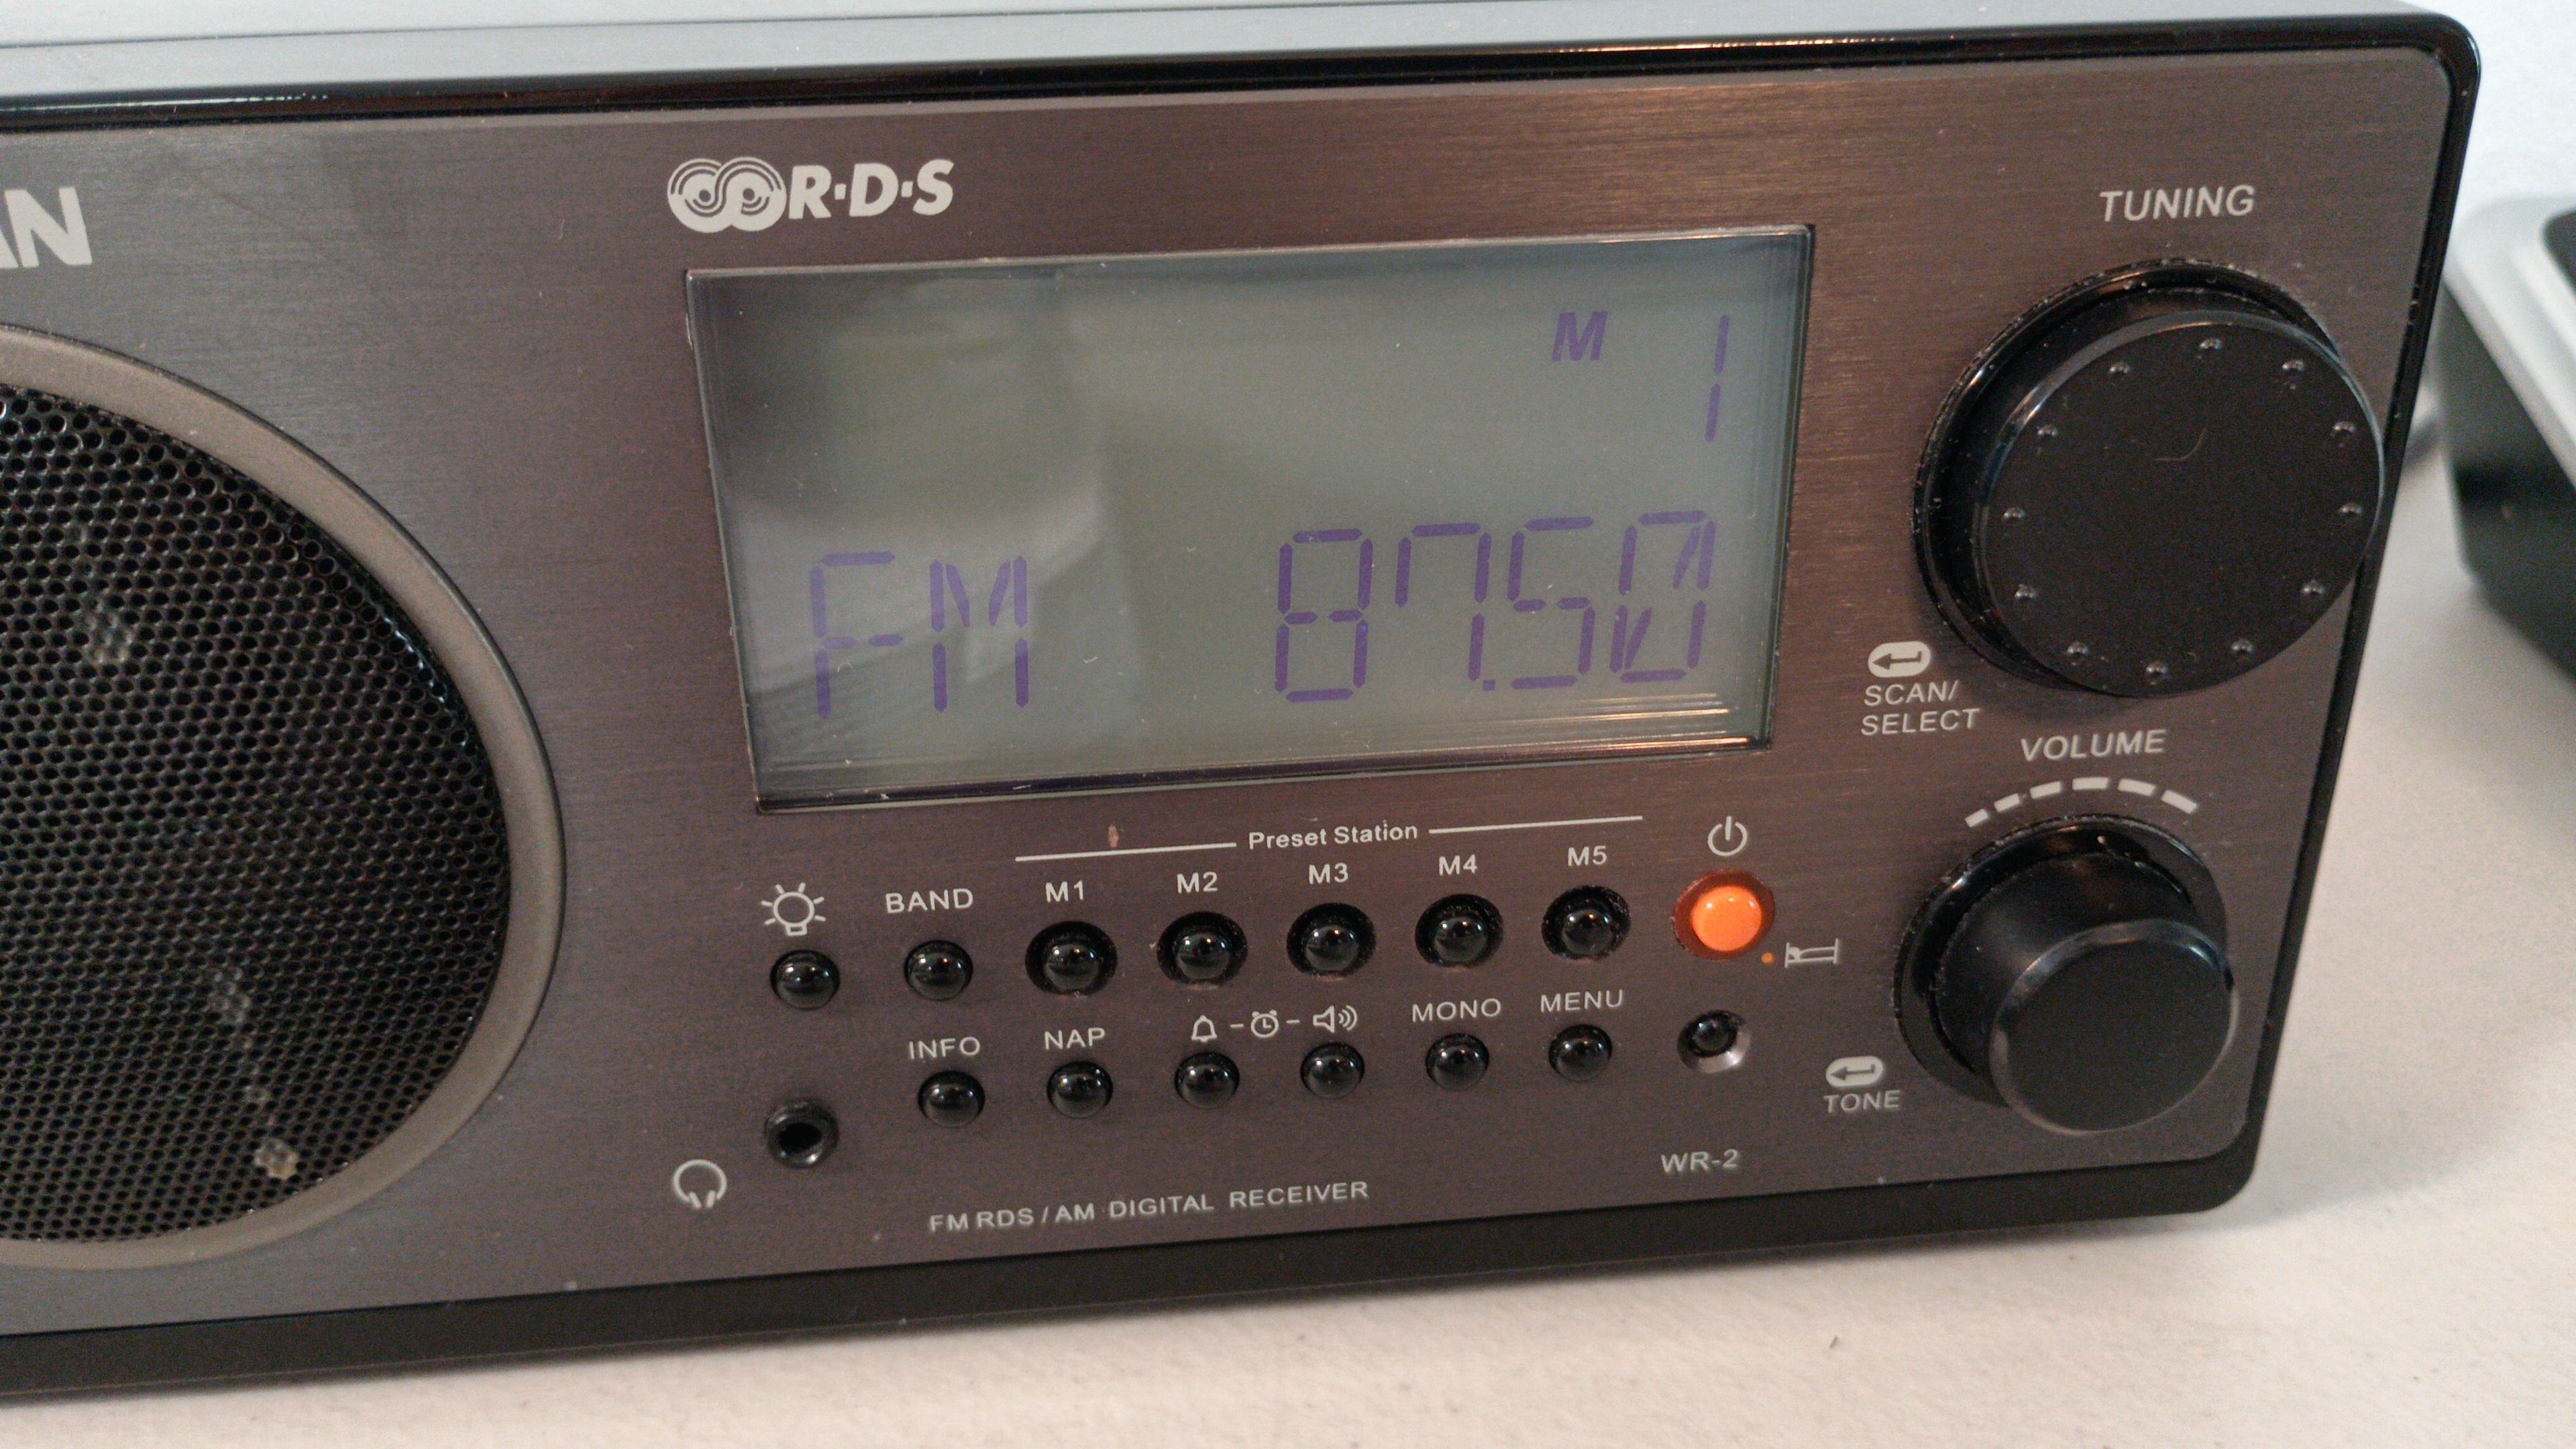 R·D·S
TUNING
M 1
FM 87.50
SCAN/
SELECT
VOLUME
Preset Station
BAND M1 M2 M3 M4 M5
INFO NAP MONO MENU
TONE
WR-2
FM RDS / AM DIGITAL RECEIVER